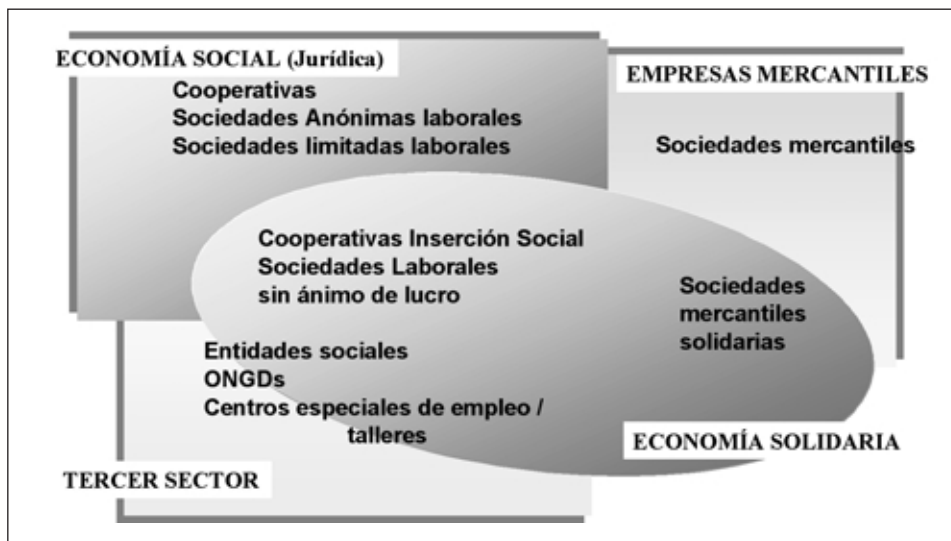 ECONOMÍA SOCIAL (Jurídica)
Cooperativas
Sociedades Anónimas laborales
Sociedades limitadas laborales
EMPRESAS MERCANTILES
Sociedades mercantiles
Cooperativas Inserción Social
Sociedades Laborales
sin ánimo de lucro
Sociedades
mercantiles
solidarias
Entidades sociales
ONGDs
Centros especiales de empleo /
talleres
ECONOMÍA SOLIDARIA
TERCER SECTOR